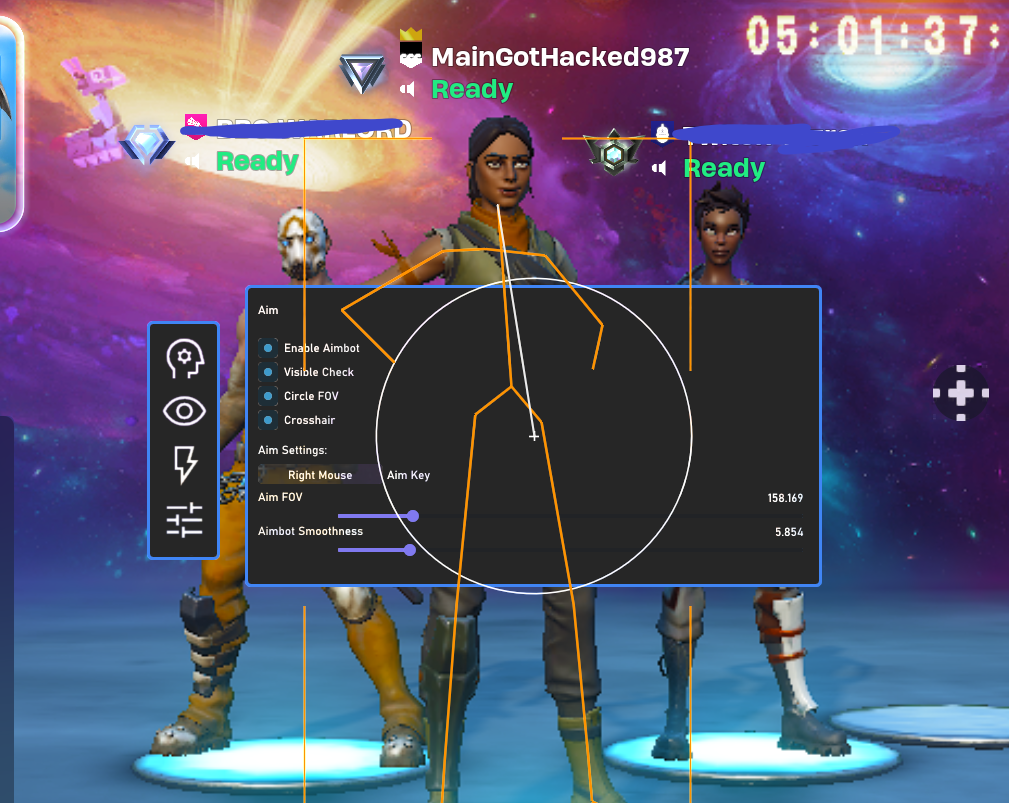 05:01:37:
MainGotHacked987
Ready
Ready
Ready
Aim
Enable Aimbot
Visible Check
Circle FOV
Crosshair
Aim Settings:
Right Mouse Aim Key
Aim FOV 158.169
Aimbot Smoothness 5.854